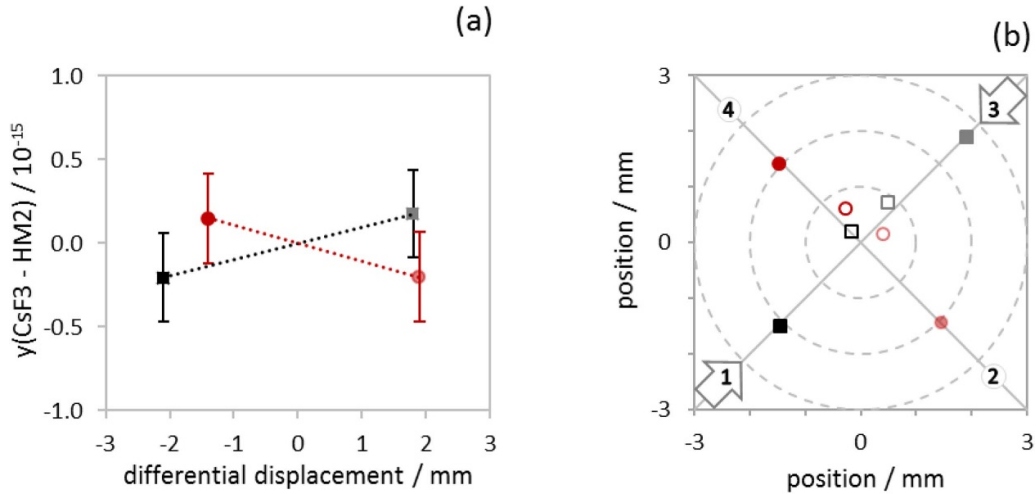 (a)
1.0
0.5
0.0
-0.5
-1.0
y(CsF3 - HM2) / 10⁻¹⁵
-3 -2 -1 0 1 2 3
differential displacement / mm
(b)
3
0
-3
position / mm
4
3
1
2
-3 0 3
position / mm